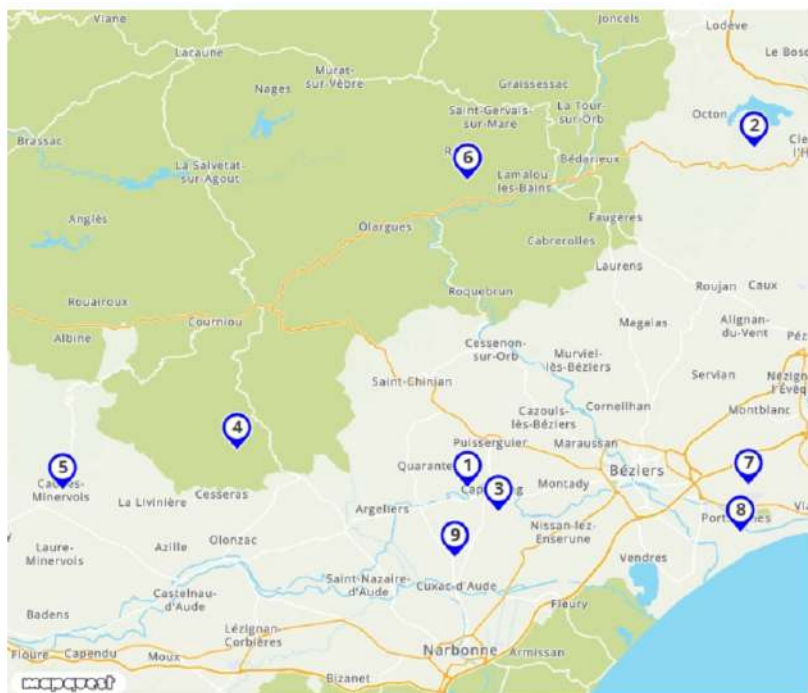 Viane
Joncels
Lodève
Lacaune
Le Bosc
Murat-
sur-Vèbre
Nages
Graissessac
Saint-Gervais-
sur-Mare
La Tour-
sur-Orb
Octon
2
Brassac
6
Bédarieux
La Salvetat-
sur-Agout
Lamalou-
les-Bains
Anglès
Olargues
Faugères
Cabrerolles
Laurens
Roquebrun
Roujan
Caux
Rouairoux
Courniou
Magalas
Alignan-
du-Vent
Albine
Cessenon-
sur-Orb
Murviel-
lès-Béziers
Saint-Chinian
Servian
Cazouls-
lès-Béziers
Corneilhan
Montblanc
4
Puisserguier
Maraussan
5
Quarante
1
Béziers
7
Minervois
La Livinière
Cesseras
3
Montady
Argeliers
8
Nissan-lez-
Enserune
Laure-
Minervois
Azille
Olonzac
9
Vendres
Castelnau-
d'Aude
Saint-Nazaire-
d'Aude
Cuxac-d'Aude
Fleury
Badens
Lézignan-
Corbières
Floure
Capendu
Moux
Narbonne
Armissan
Bizanet
mapquest